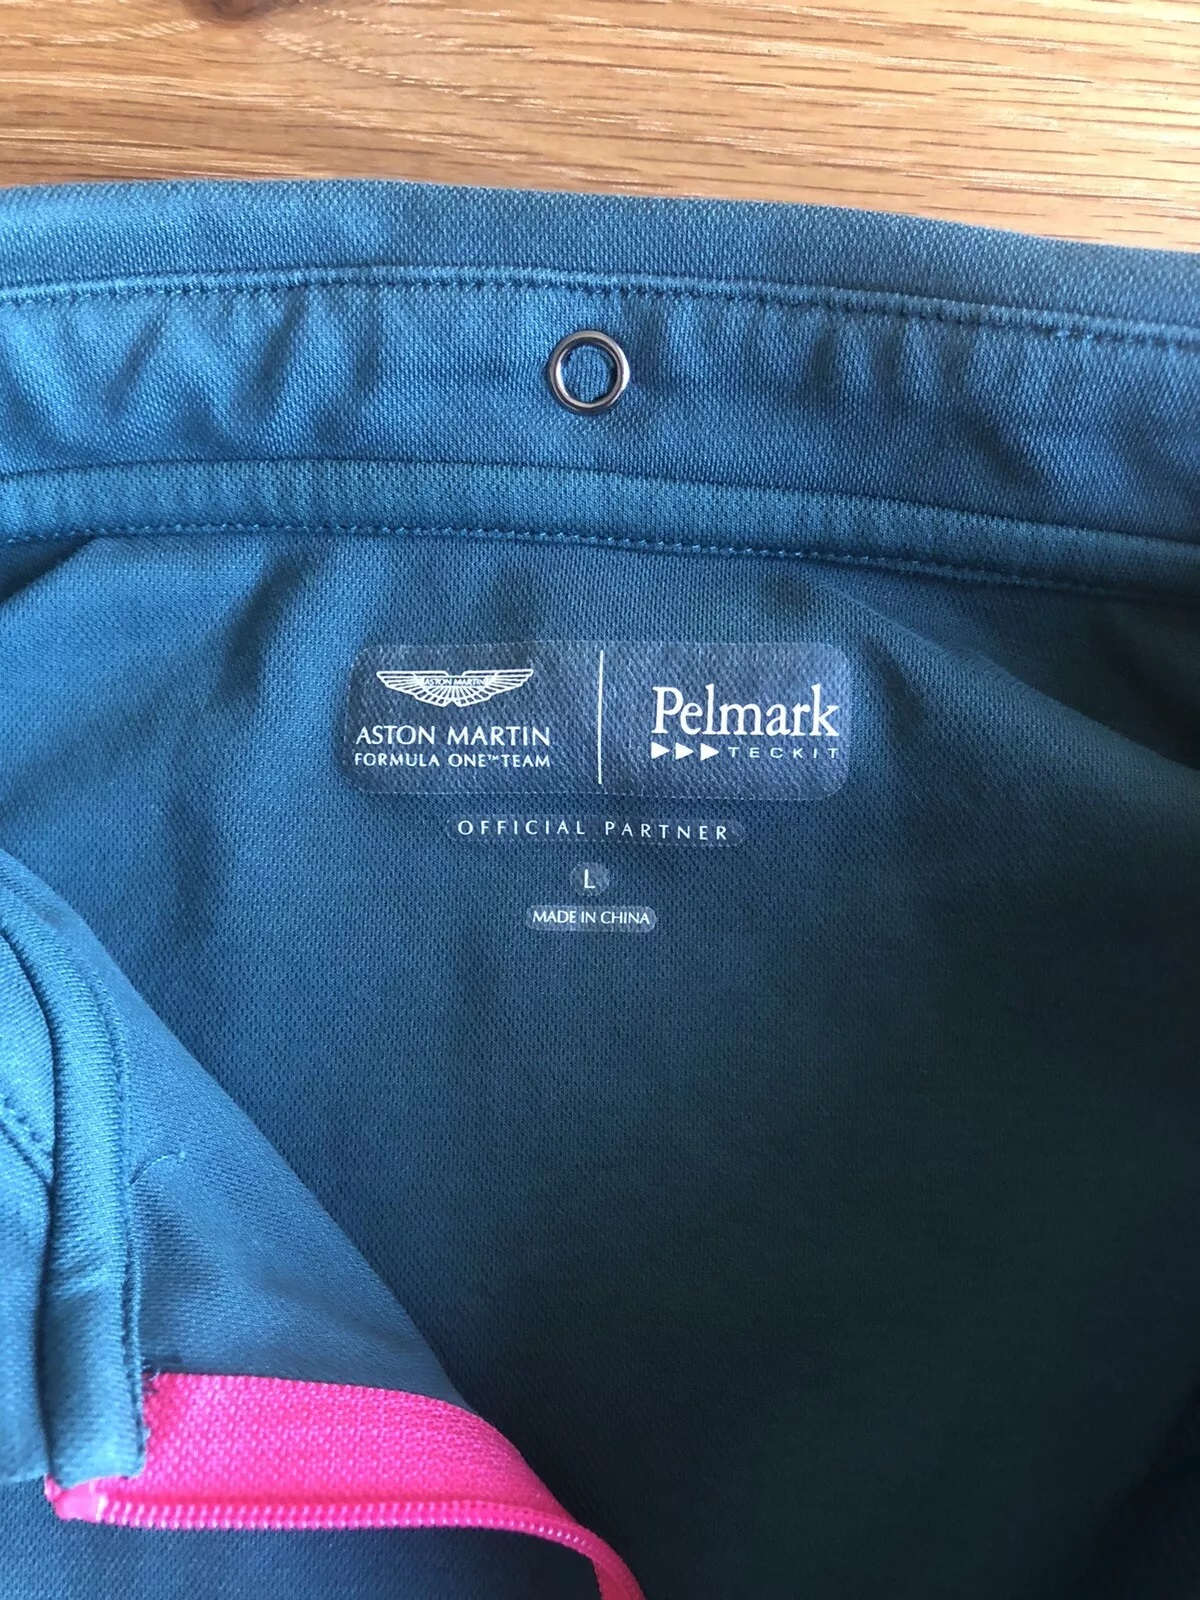 ASTON MARTIN
ASTON MARTIN
FORMULA ONE™ TEAM
Pelmark
TECKIT
OFFICIAL PARTNER
L
MADE IN CHINA